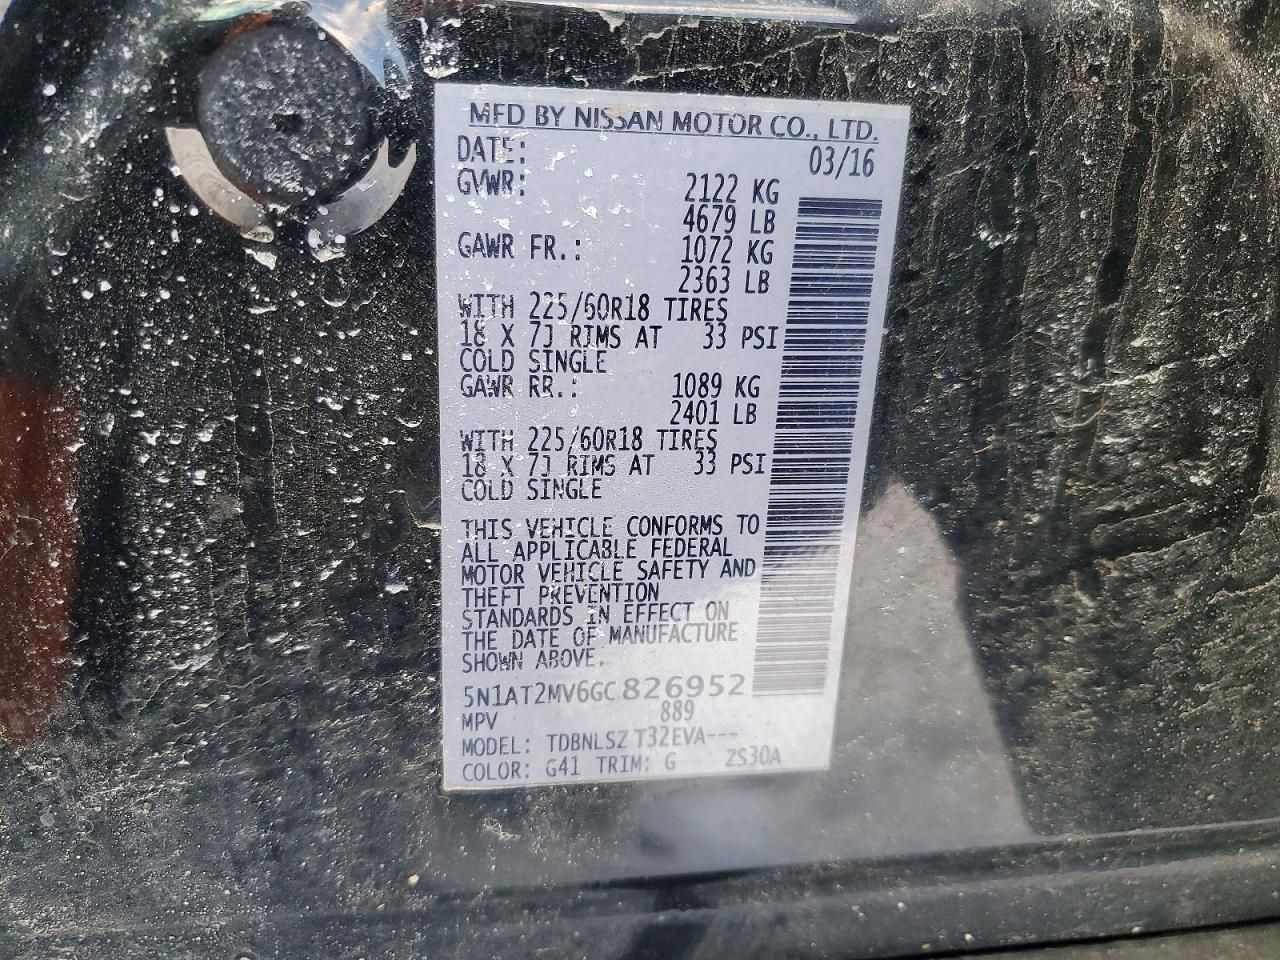 MFD BY NISSAN MOTOR CO., LTD.
DATE: 03/16
GVWR: 2122 KG
4679 LB
GAWR FR.: 1072 KG
2363 LB
WITH 225/60R18 TIRES
18 X 7J RIMS AT 33 PSI
COLD SINGLE
GAWR RR.: 1089 KG
2401 LB
WITH 225/60R18 TIRES
18 X 7J RIMS AT 33 PSI
COLD SINGLE
THIS VEHICLE CONFORMS TO
ALL APPLICABLE FEDERAL
MOTOR VEHICLE SAFETY AND
THEFT PREVENTION
STANDARDS IN EFFECT ON
THE DATE OF MANUFACTURE
SHOWN ABOVE.
5N1AT2MV6GC826952
MPV 889
MODEL: TDBNLSZ T32EVA---
COLOR: G41 TRIM: G ZS30A